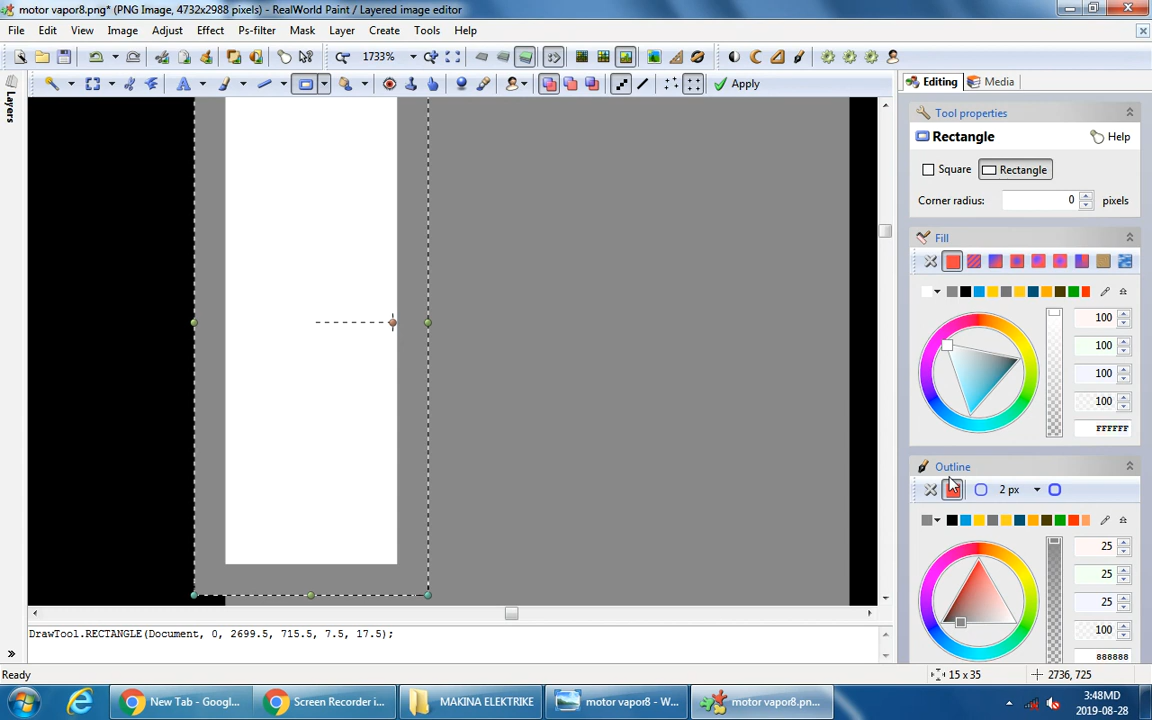 motor vapor8.png* (PNG Image, 4732x2988 pixels) - RealWorld Paint / Layered image editor
File Edit View Image Adjust Effect Ps-filter Mask Layer Create Tools Help
1733%
Apply
Layers
Editing Media
Tool properties
Rectangle Help
Square Rectangle
Corner radius: 0 pixels
Fill
100
100
100
100
FFFFFF
Outline
2 px
25
25
25
100
888888
DrawTool.RECTANGLE(Document, 0, 2699.5, 715.5, 7.5, 17.5);
Ready 15 x 35 2736, 725
New Tab - Googl... Screen Recorder i... MAKINA ELEKTRIKE motor vapor8 - W... motor vapor8.pn...
3:48MD
2019-08-28